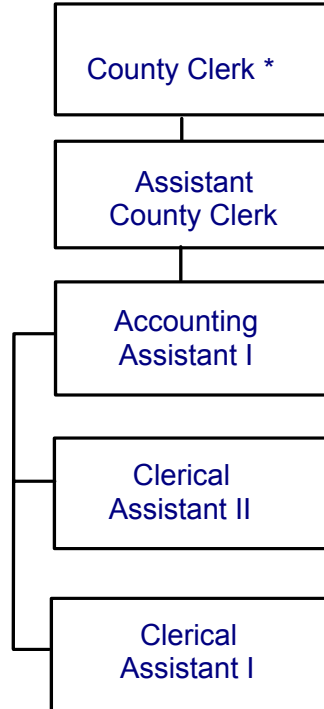 County Clerk *
Assistant
County Clerk
Accounting
Assistant I
Clerical
Assistant II
Clerical
Assistant I